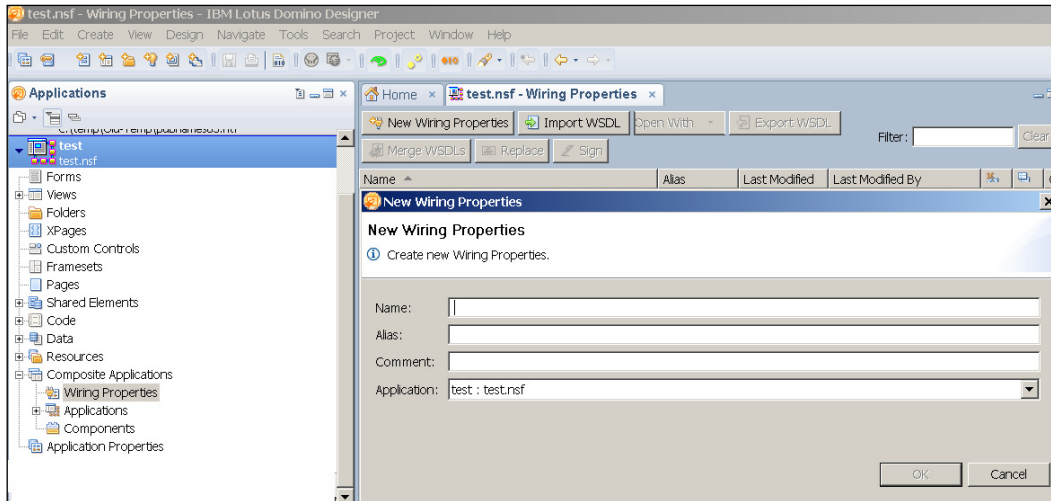 test.nsf - Wiring Properties - IBM Lotus Domino Designer
File Edit Create View Design Navigate Tools Search Project Window Help
Applications
Home test.nsf - Wiring Properties
New Wiring Properties Import WSDL Open With Export WSDL
Filter: Clear
Merge WSDLs Replace Sign
test
test.nsf
Name Alias Last Modified Last Modified By
Forms
Views
Folders
XPages
Custom Controls
Framesets
Pages
Shared Elements
Code
Data
Resources
Composite Applications
Wiring Properties
Applications
Components
Application Properties
New Wiring Properties
New Wiring Properties
Create new Wiring Properties.
Name:
Alias:
Comment:
Application: test : test.nsf
OK Cancel